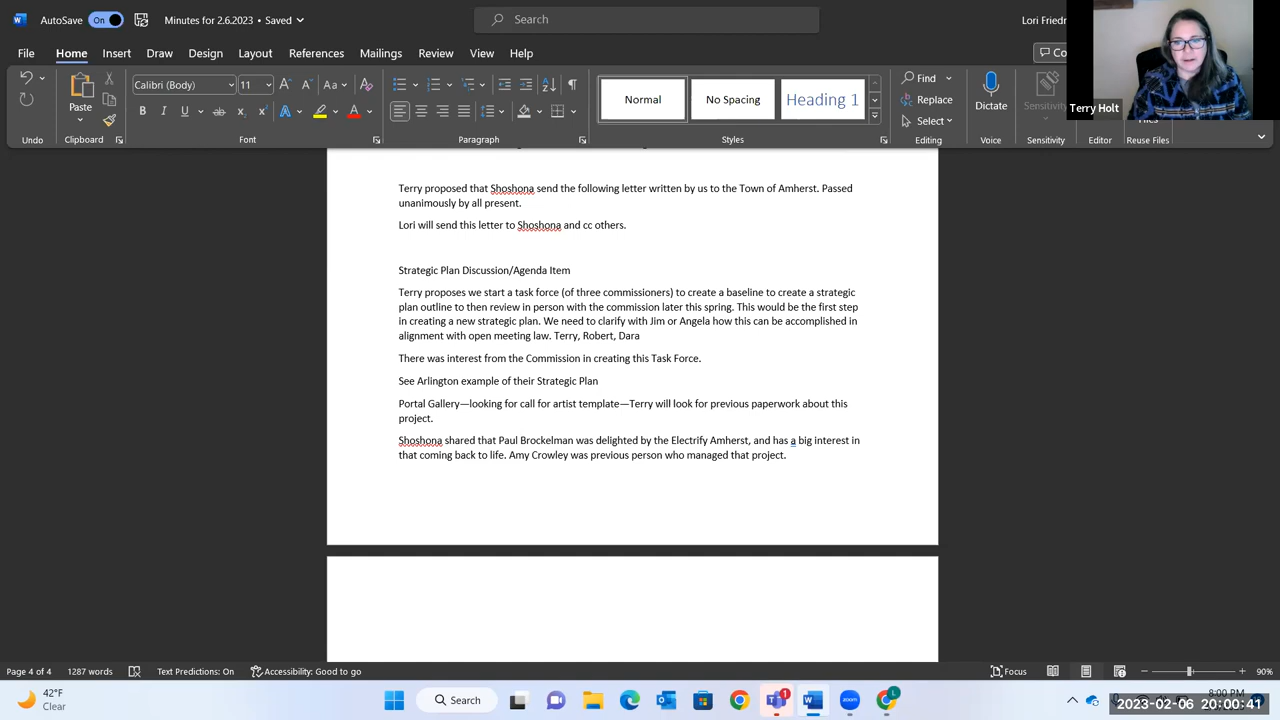 AutoSave On Minutes for 2.6.2023 • Saved Search Lori Friedr
File Home Insert Draw Design Layout References Mailings Review View Help Co
Calibri (Body) 11 Aa
Paste
Normal No Spacing Heading 1
Find
Replace
Select
Dictate Sensitivity
Terry Holt
Files
Undo Clipboard Font Paragraph Styles Editing Voice Sensitivity Editor Reuse Files
Terry proposed that Shoshona send the following letter written by us to the Town of Amherst. Passed
unanimously by all present.
Lori will send this letter to Shoshona and cc others.
Strategic Plan Discussion/Agenda Item
Terry proposes we start a task force (of three commissioners) to create a baseline to create a strategic
plan outline to then review in person with the commission later this spring. This would be the first step
in creating a new strategic plan. We need to clarify with Jim or Angela how this can be accomplished in
alignment with open meeting law. Terry, Robert, Dara
There was interest from the Commission in creating this Task Force.
See Arlington example of their Strategic Plan
Portal Gallery—looking for call for artist template—Terry will look for previous paperwork about this
project.
Shoshona shared that Paul Brockelman was delighted by the Electrify Amherst, and has a big interest in
that coming back to life. Amy Crowley was previous person who managed that project.
Page 4 of 4 1287 words Text Predictions: On Accessibility: Good to go Focus 90%
42°F
Clear
Search
8:00 PM
2023-02-06 20:00:41